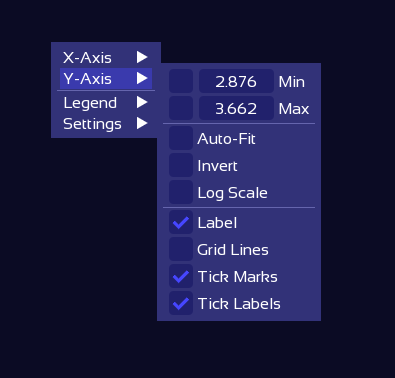 X-Axis
Y-Axis
Legend
Settings
2.876 Min
3.662 Max
Auto-Fit
Invert
Log Scale
Label
Grid Lines
Tick Marks
Tick Labels